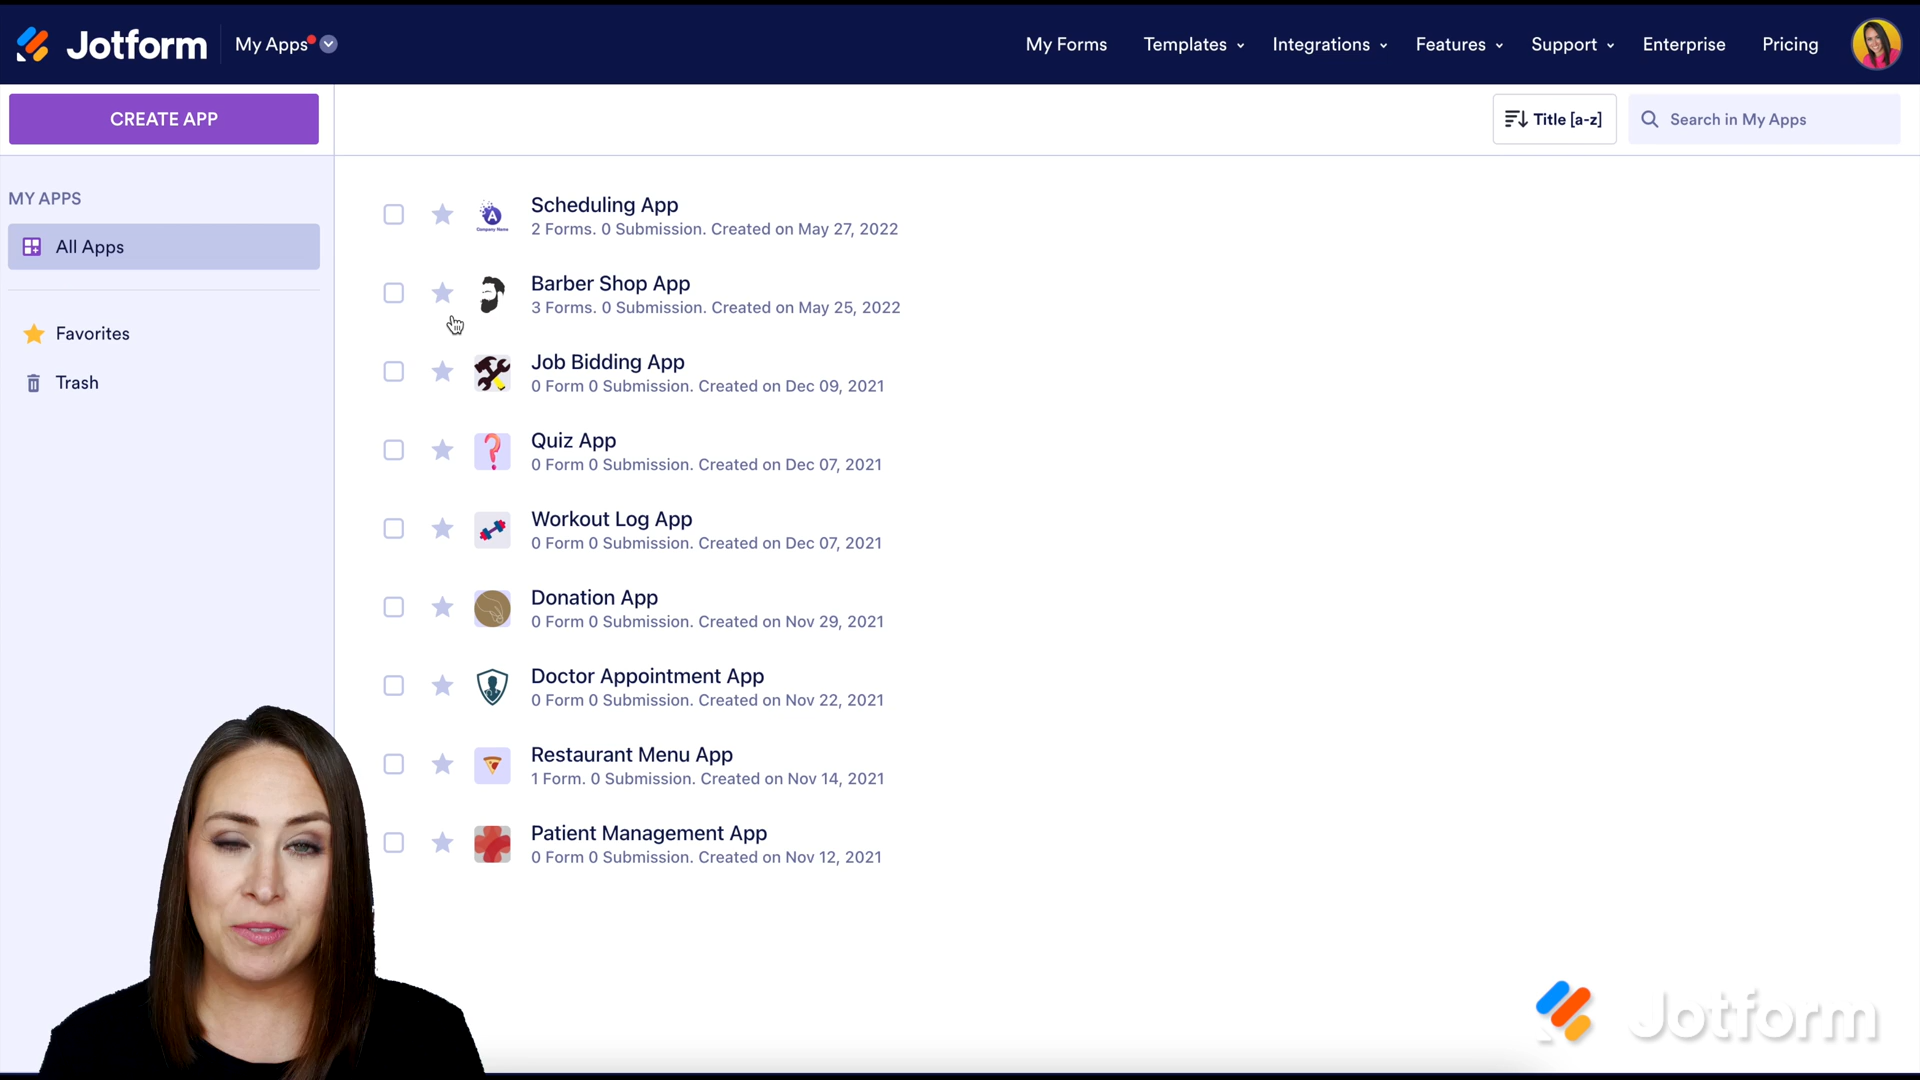 Jotform
My Apps
My Forms
Templates
Integrations
Features
Support
Enterprise
Pricing
CREATE APP
Title [a-z]
Search in My Apps
MY APPS
All Apps
Favorites
Trash
A
Company Name
Scheduling App
2 Forms. 0 Submission. Created on May 27, 2022
Barber Shop App
3 Forms. 0 Submission. Created on May 25, 2022
Job Bidding App
0 Form 0 Submission. Created on Dec 09, 2021
Quiz App
0 Form 0 Submission. Created on Dec 07, 2021
Workout Log App
0 Form 0 Submission. Created on Dec 07, 2021
Donation App
0 Form 0 Submission. Created on Nov 29, 2021
Doctor Appointment App
0 Form 0 Submission. Created on Nov 22, 2021
Restaurant Menu App
1 Form. 0 Submission. Created on Nov 14, 2021
Patient Management App
0 Form 0 Submission. Created on Nov 12, 2021
Jotform